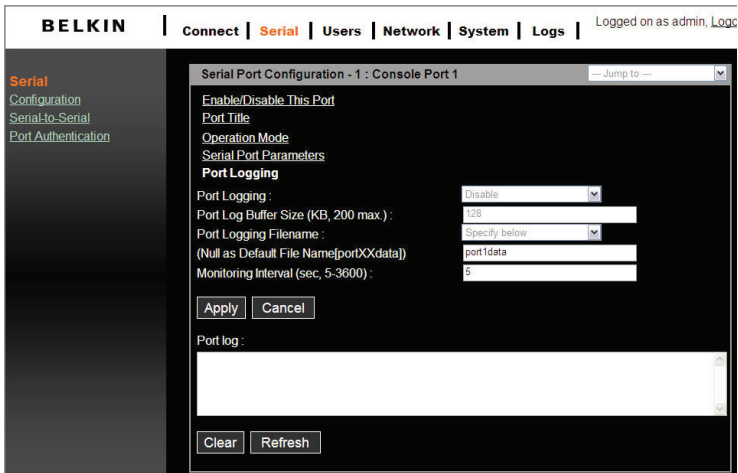 BELKIN
Connect | Serial | Users | Network | System | Logs |
Logged on as admin,
Serial
Configuration
Serial-to-Serial
Port Authentication
Serial Port Configuration - 1 : Console Port 1
--- Jump to ---
Enable/Disable This Port
Port Title
Operation Mode
Serial Port Parameters
Port Logging
Port Logging : Disable
Port Log Buffer Size (KB, 200 max.) : 128
Port Logging Filename : Specify below
(Null as Default File Name[portXXdata]) port1data
Monitoring Interval (sec, 5-3600) : 5
Apply Cancel
Port log :
Clear Refresh